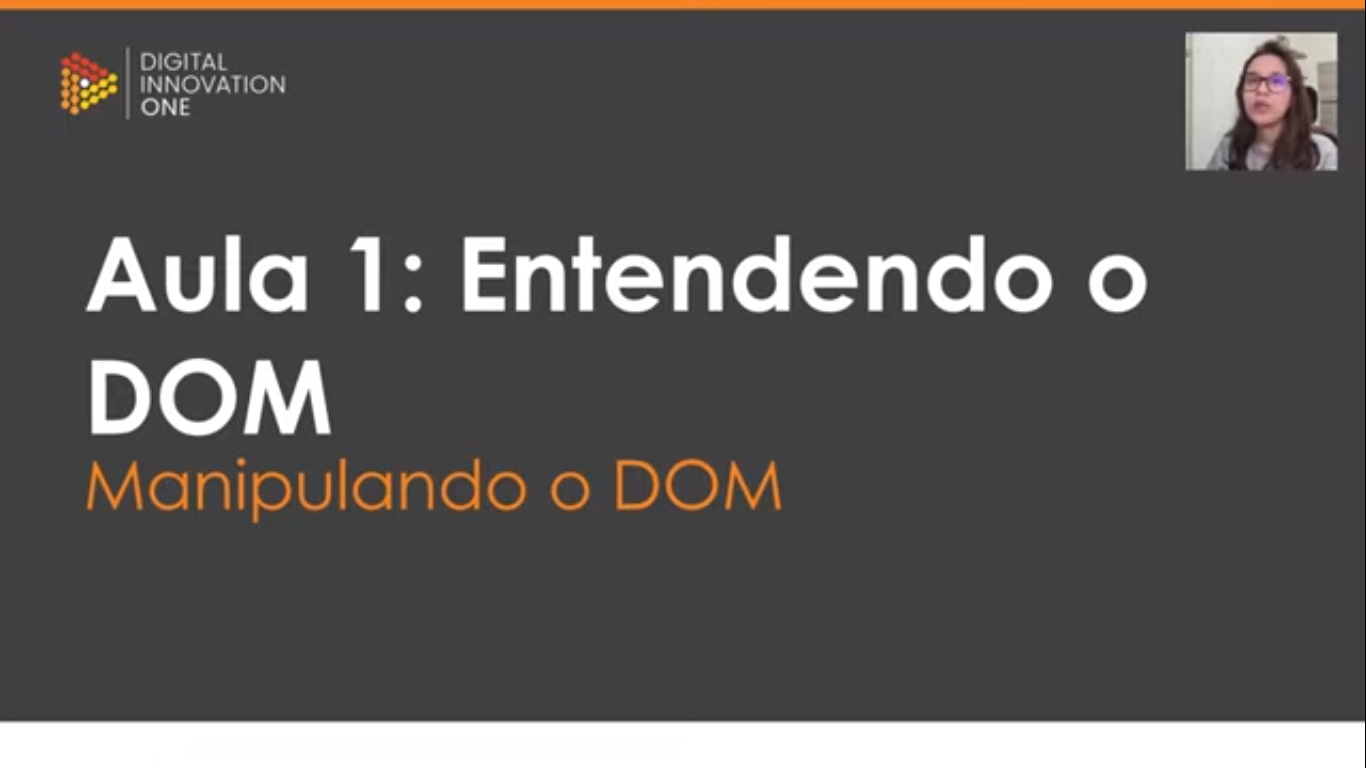 DIGITAL
INNOVATION
ONE
Aula 1: Entendendo o
DOM
Manipulando o DOM